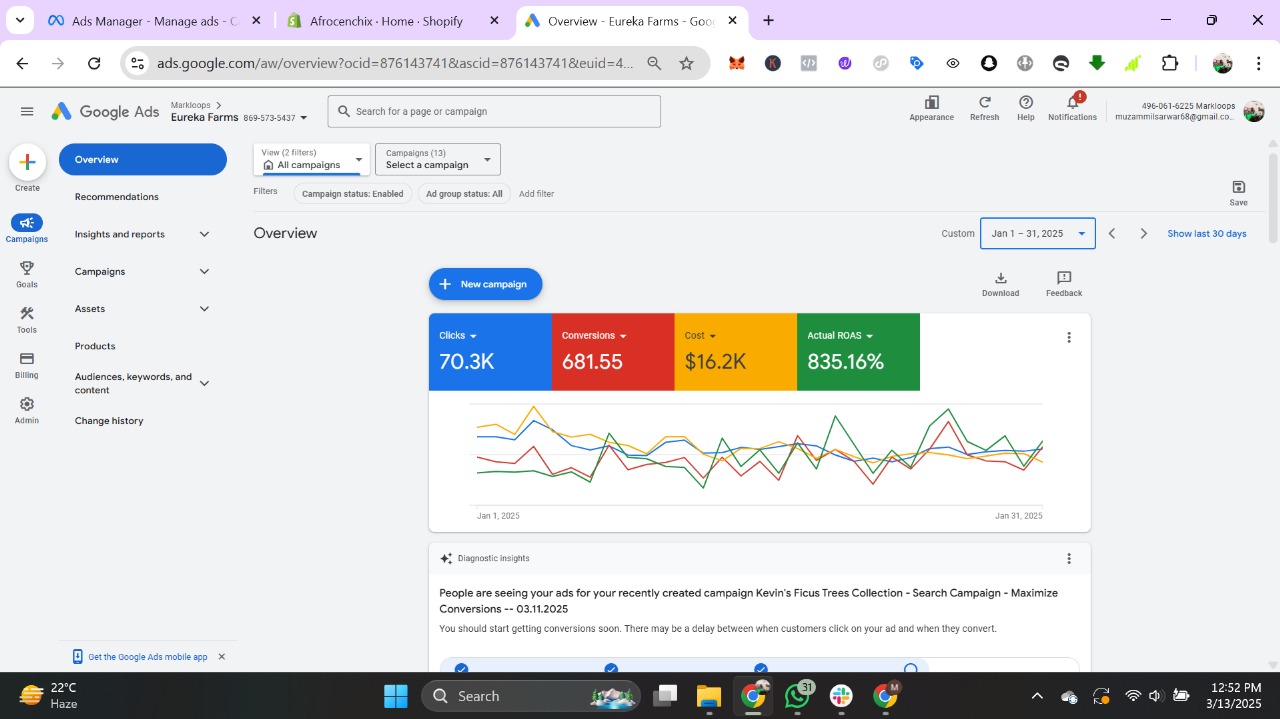 Ads Manager - Manage ads - C
Afrocenchix · Home · Shopify
Overview - Eureka Farms - Goo
ads.google.com/aw/overview?ocid=876143741&ascid=876143741&euid=4...
Google Ads
Markloops
Eureka Farms 869-573-5437
Search for a page or campaign
Appearance
Refresh
Help
Notifications
496-061-6225 Markloops
muzammilsarwar68@gmail.co...
Create
Campaigns
Goals
Tools
Billing
Admin
Overview
Recommendations
Insights and reports
Campaigns
Assets
Products
Audiences, keywords, and
content
Change history
Get the Google Ads mobile app
View (2 filters)
All campaigns
Campaigns (13)
Select a campaign
Filters
Campaign status: Enabled
Ad group status: All
Add filter
Save
Overview
Custom
Jan 1 – 31, 2025
Show last 30 days
New campaign
Download
Feedback
Clicks
70.3K
Conversions
681.55
Cost
$16.2K
Actual ROAS
835.16%
Jan 1, 2025
Jan 31, 2025
Diagnostic insights
People are seeing your ads for your recently created campaign Kevin's Ficus Trees Collection - Search Campaign - Maximize
Conversions -- 03.11.2025
You should start getting conversions soon. There may be a delay between when customers click on your ad and when they convert.
22°C
Haze
Search
31
M
12:52 PM
3/13/2025